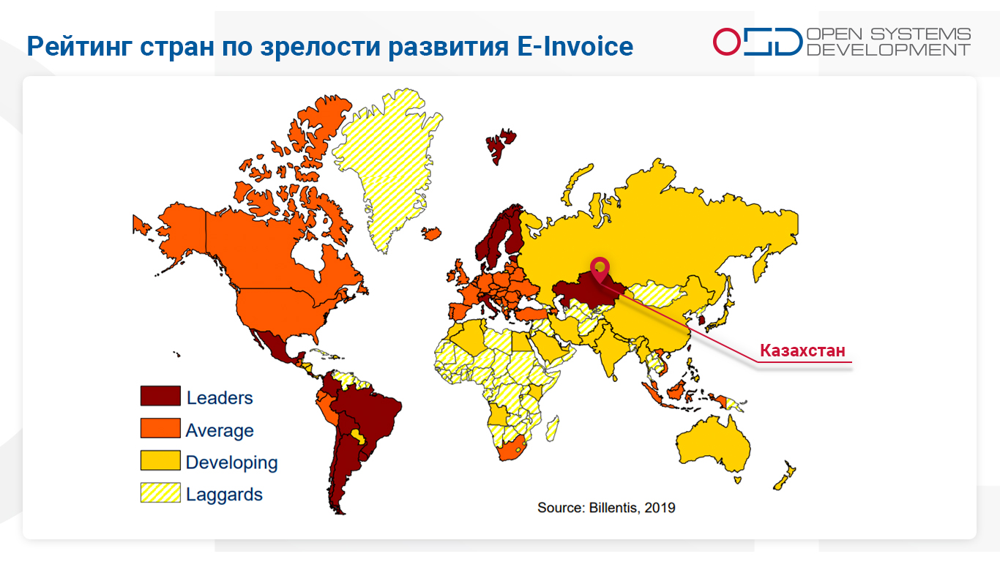 Рейтинг стран по зрелости развития E-Invoice
OPEN SYSTEMS
DEVELOPMENT
Казахстан
Leaders
Average
Developing
Laggards
Source: Billentis, 2019